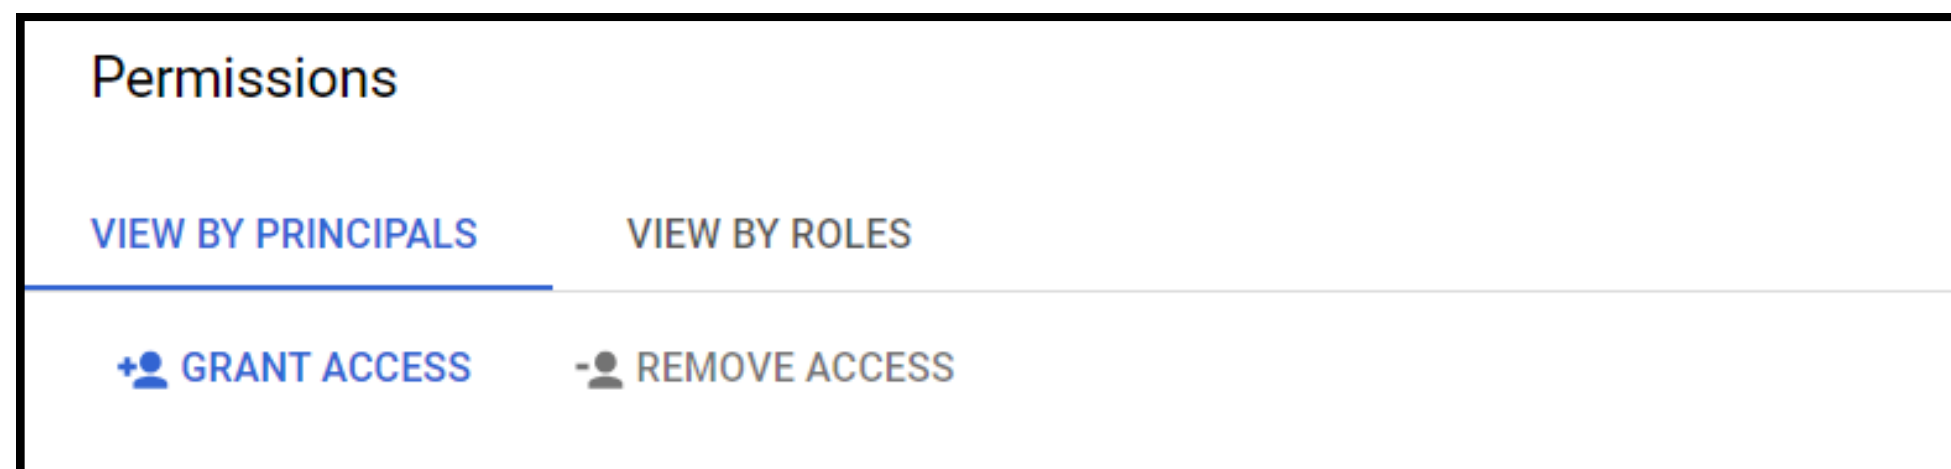 Permissions
VIEW BY PRINCIPALS VIEW BY ROLES
GRANT ACCESS REMOVE ACCESS